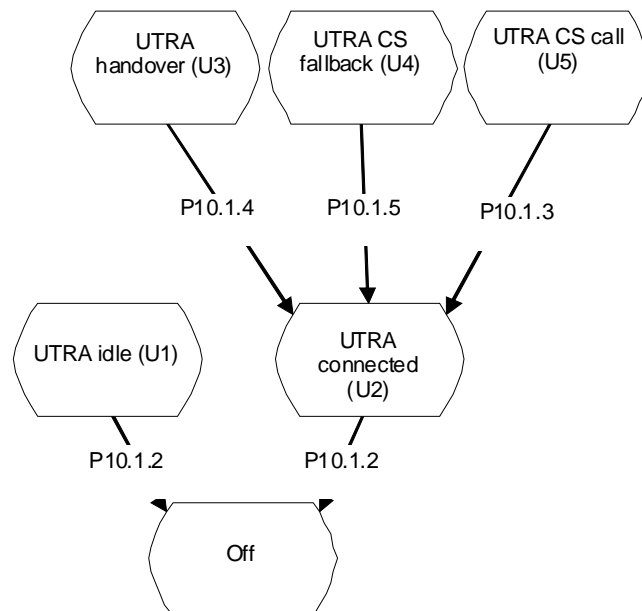 UTRA
handover (U3)
UTRA CS
fallback (U4)
UTRA CS call
(U5)
P10.1.4
P10.1.5
P10.1.3
UTRA idle (U1)
UTRA
connected
(U2)
P10.1.2
P10.1.2
Off